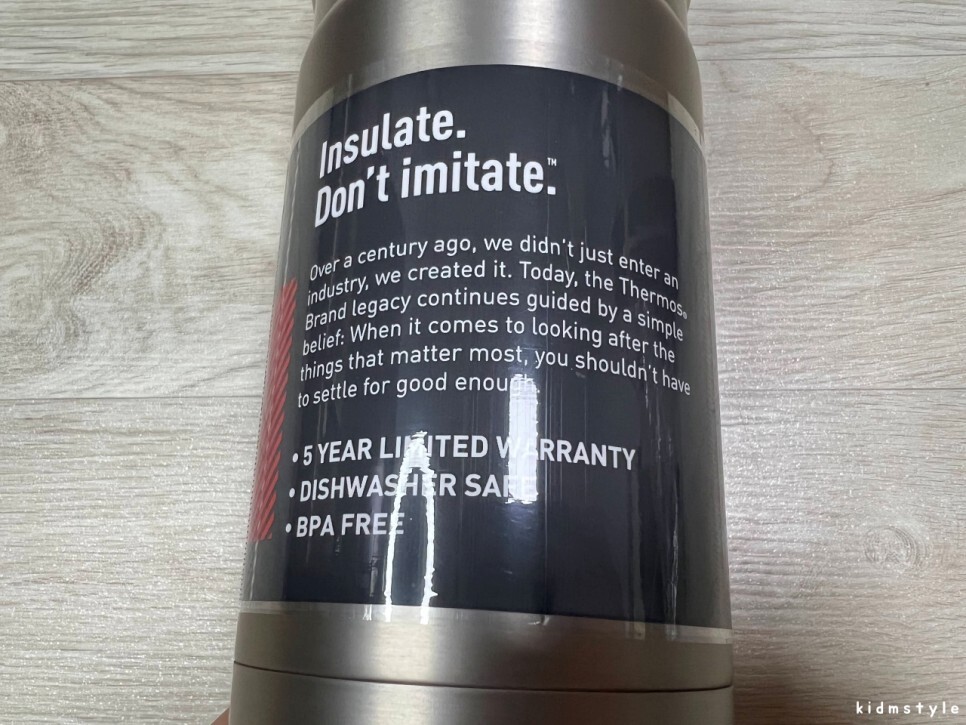 Insulate.
Don't imitate.™
Over a century ago, we didn't just enter an
industry, we created it. Today, the Thermos®
Brand legacy continues guided by a simple
belief: When it comes to looking after the
things that matter most, you shouldn't have
to settle for good enough.
• 5 YEAR LIMITED WARRANTY
• DISHWASHER SAFE
• BPA FREE
kidmstyle